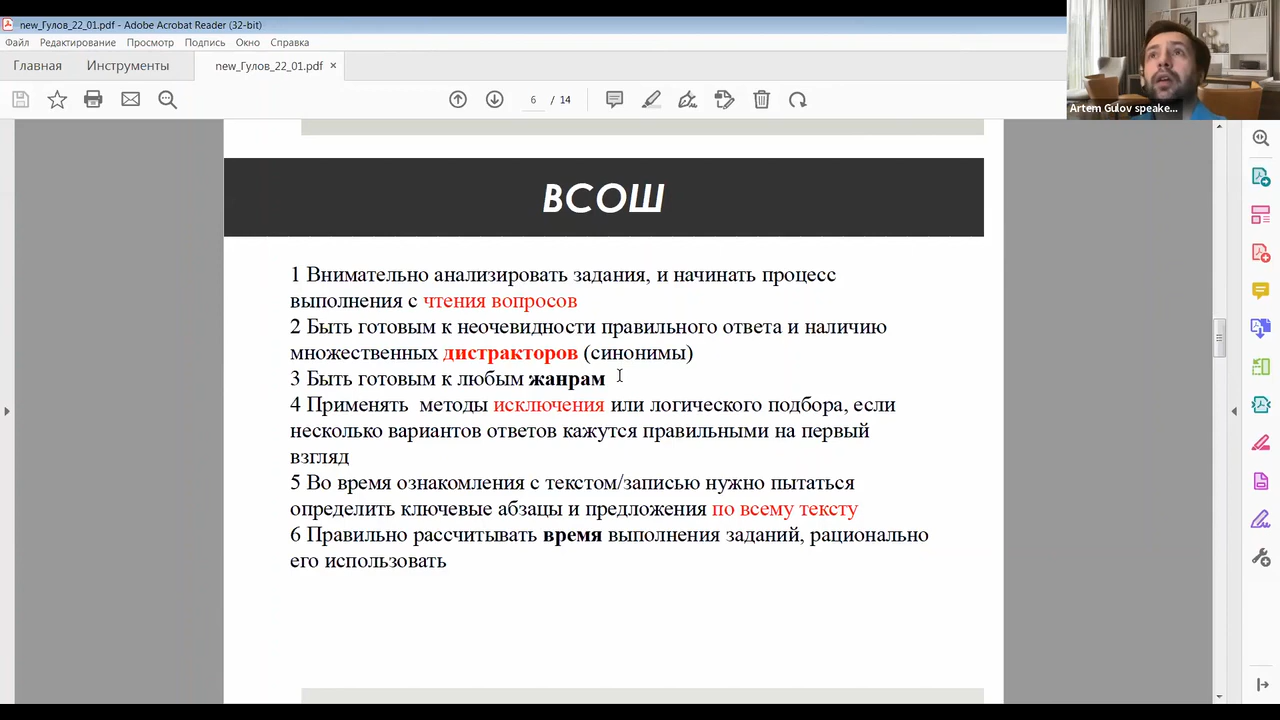 new_Гулов_22_01.pdf - Adobe Acrobat Reader (32-bit)
Файл Редактирование Просмотр Подпись Окно Справка
Главная Инструменты new_Гулов_22_01.pdf ×
6 / 14
Artem Gulov speake...
ВСОШ
1 Внимательно анализировать задания, и начинать процесс
выполнения с чтения вопросов
2 Быть готовым к неочевидности правильного ответа и наличию
множественных дистракторов (синонимы)
3 Быть готовым к любым жанрам
4 Применять методы исключения или логического подбора, если
несколько вариантов ответов кажутся правильными на первый
взгляд
5 Во время ознакомления с текстом/записью нужно пытаться
определить ключевые абзацы и предложения по всему тексту
6 Правильно рассчитывать время выполнения заданий, рационально
его использовать